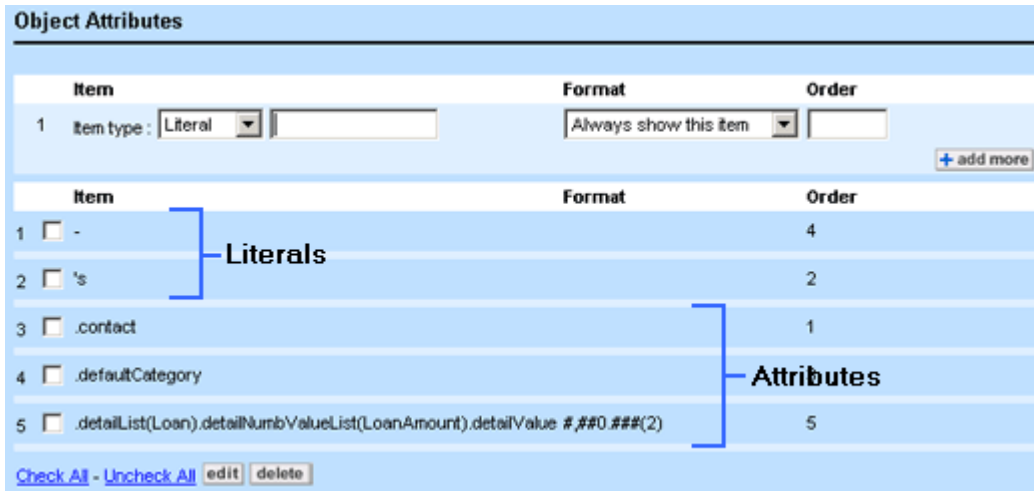 Object Attributes
Item Format Order
1 Item type : Literal Always show this item
+ add more
Item Format Order
1 - 4
Literals
2 's 2
3 .contact 1
4 .defaultCategory
Attributes
5 .detailList(Loan).detailNumbValueList(LoanAmount).detailValue #,##0.###(2) 5
Check All - Uncheck All edit delete